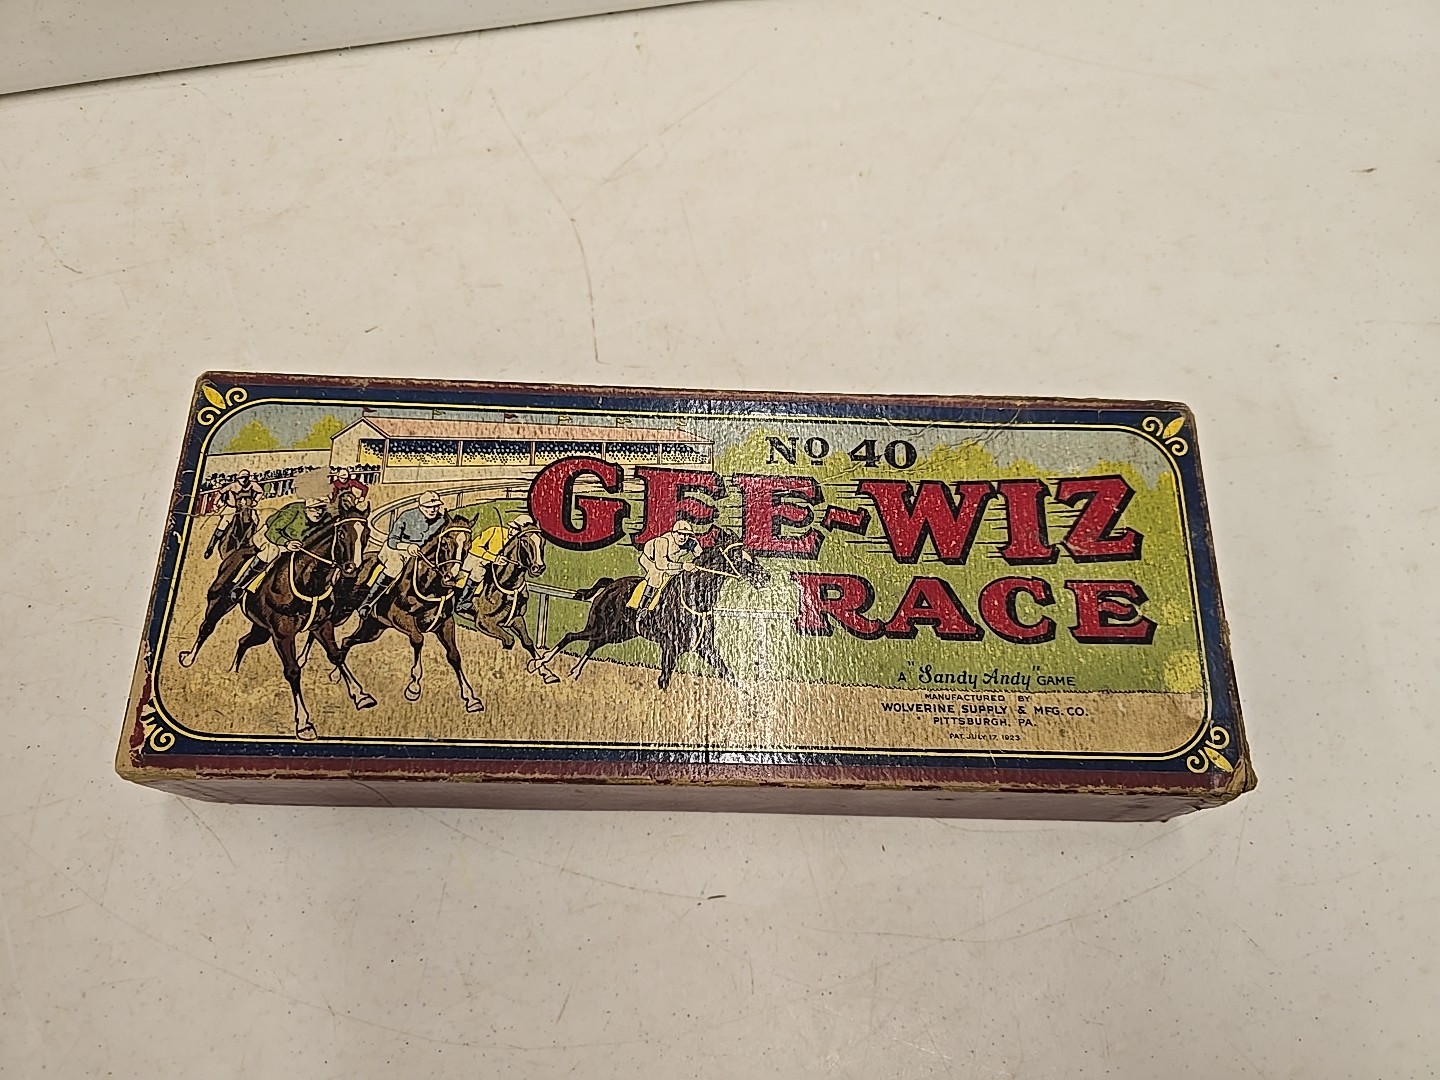 No 40
GEE-WIZ
RACE
A "Sandy Andy" GAME
MANUFACTURED BY
WOLVERINE SUPPLY & MFG. CO.
PITTSBURGH, PA.
PAT. JULY 17, 1923